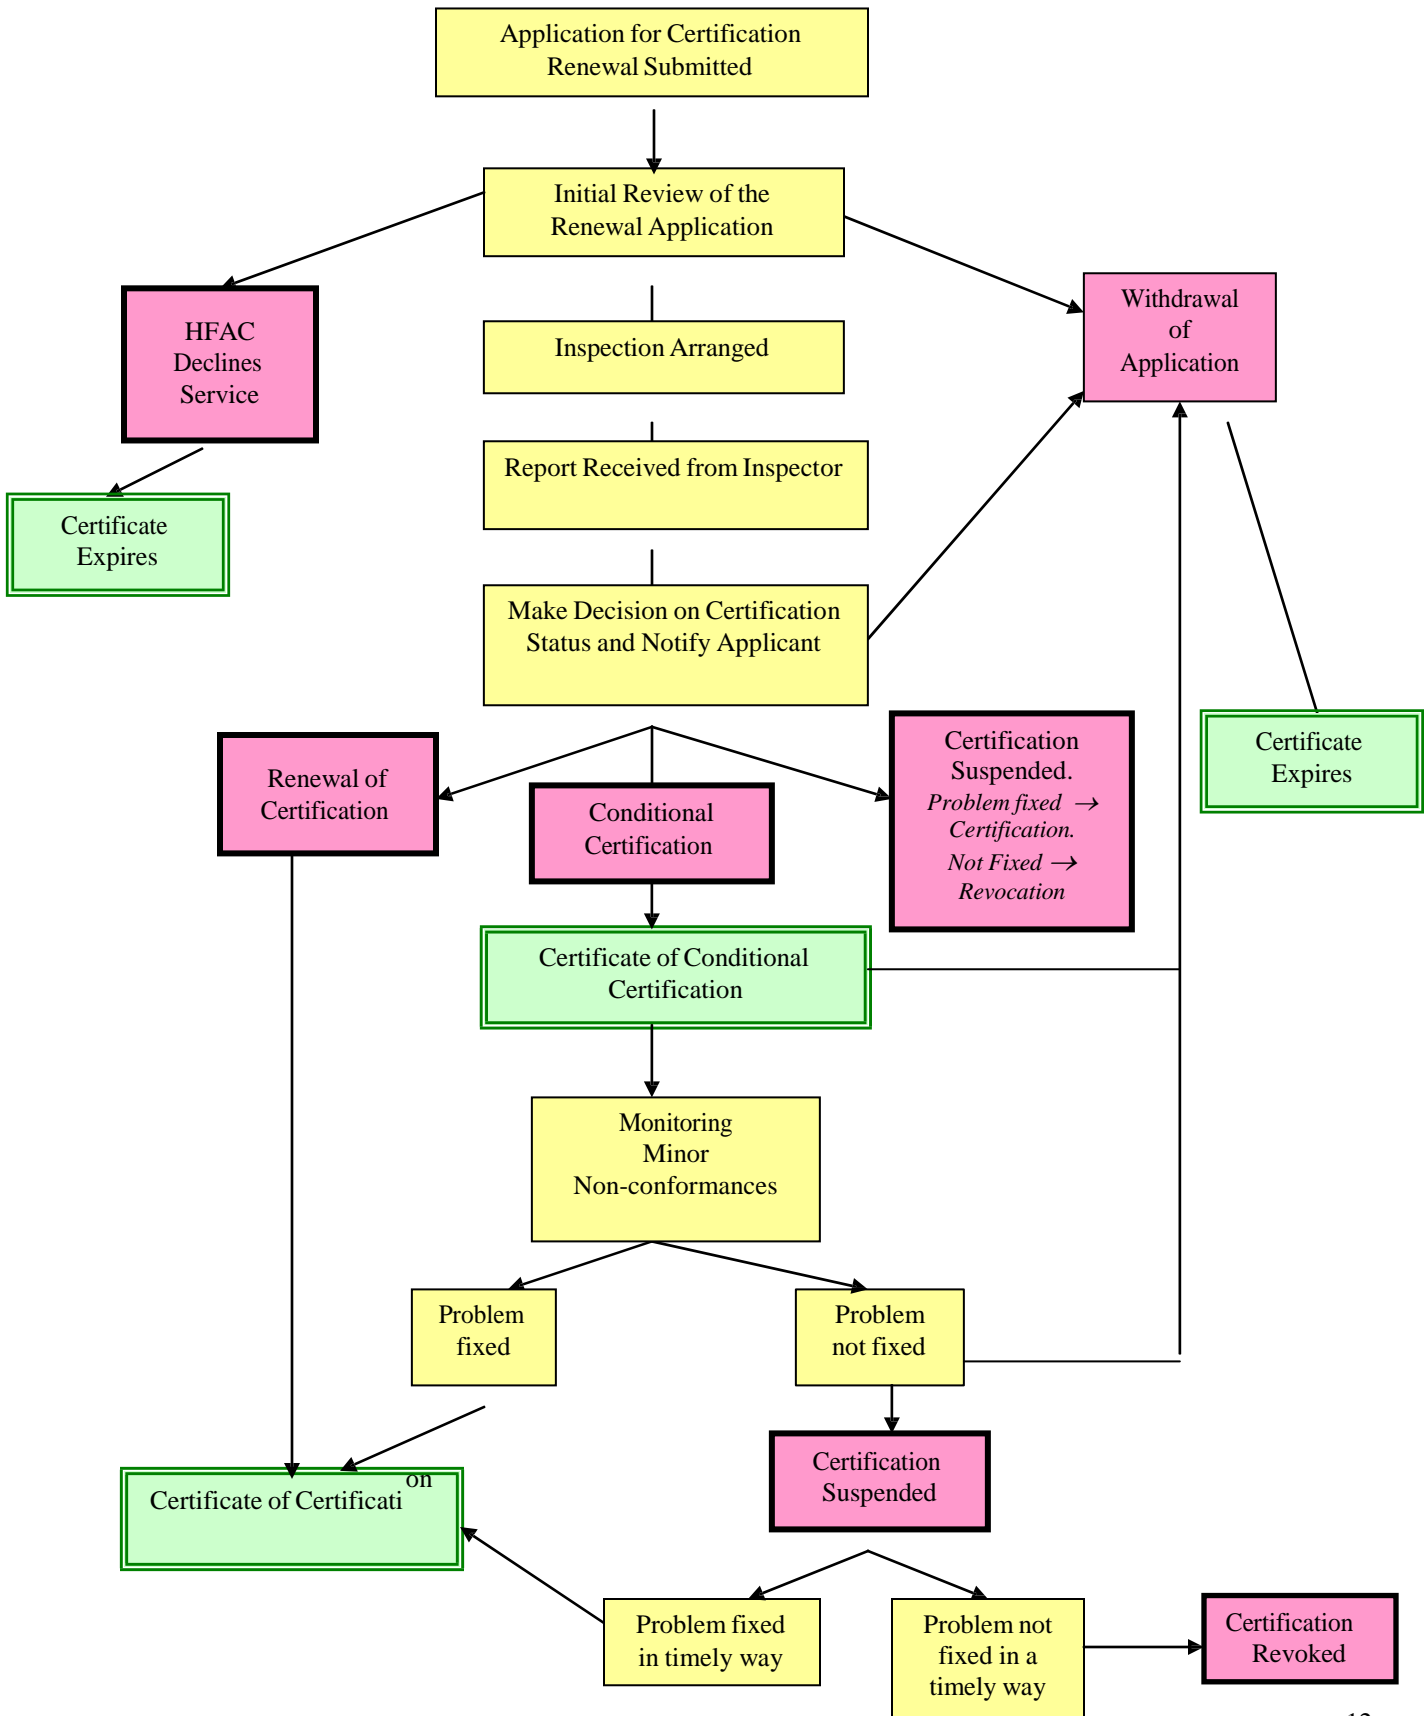 Application for Certification
Renewal Submitted
Initial Review of the
Renewal Application
HFAC
Declines
Service
Inspection Arranged
Withdrawal
of
Application
Report Received from Inspector
Certificate
Expires
Make Decision on Certification
Status and Notify Applicant
Renewal of
Certification
Conditional
Certification
Certification
Suspended.
Problem fixed →
Certification.
Not Fixed →
Revocation
Certificate
Expires
Certificate of Conditional
Certification
Monitoring
Minor
Non-conformances
Problem
fixed
Problem
not fixed
Certification
Suspended
Certificate of Certification
Problem fixed
in timely way
Problem not
fixed in a
timely way
Certification
Revoked